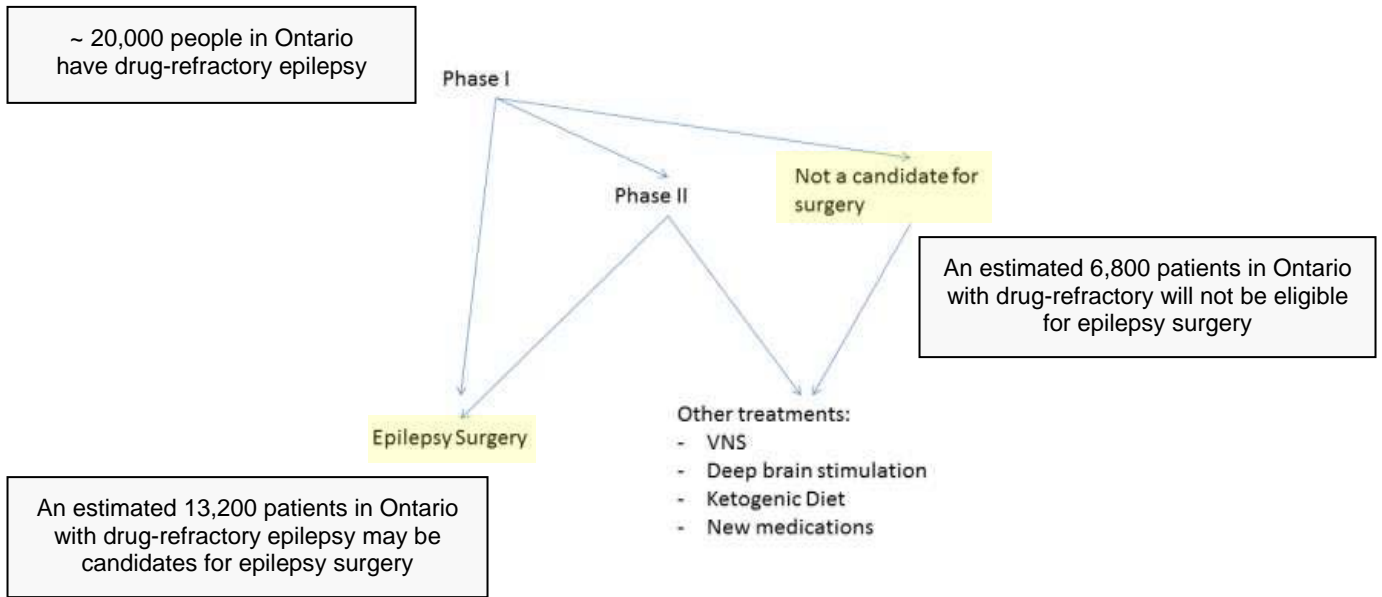 ~ 20,000 people in Ontario
have drug-refractory epilepsy
Phase I
Phase II
Not a candidate for
surgery
An estimated 6,800 patients in Ontario
with drug-refractory will not be eligible
for epilepsy surgery
Epilepsy Surgery
Other treatments:
- VNS
- Deep brain stimulation
- Ketogenic Diet
- New medications
An estimated 13,200 patients in Ontario
with drug-refractory epilepsy may be
candidates for epilepsy surgery